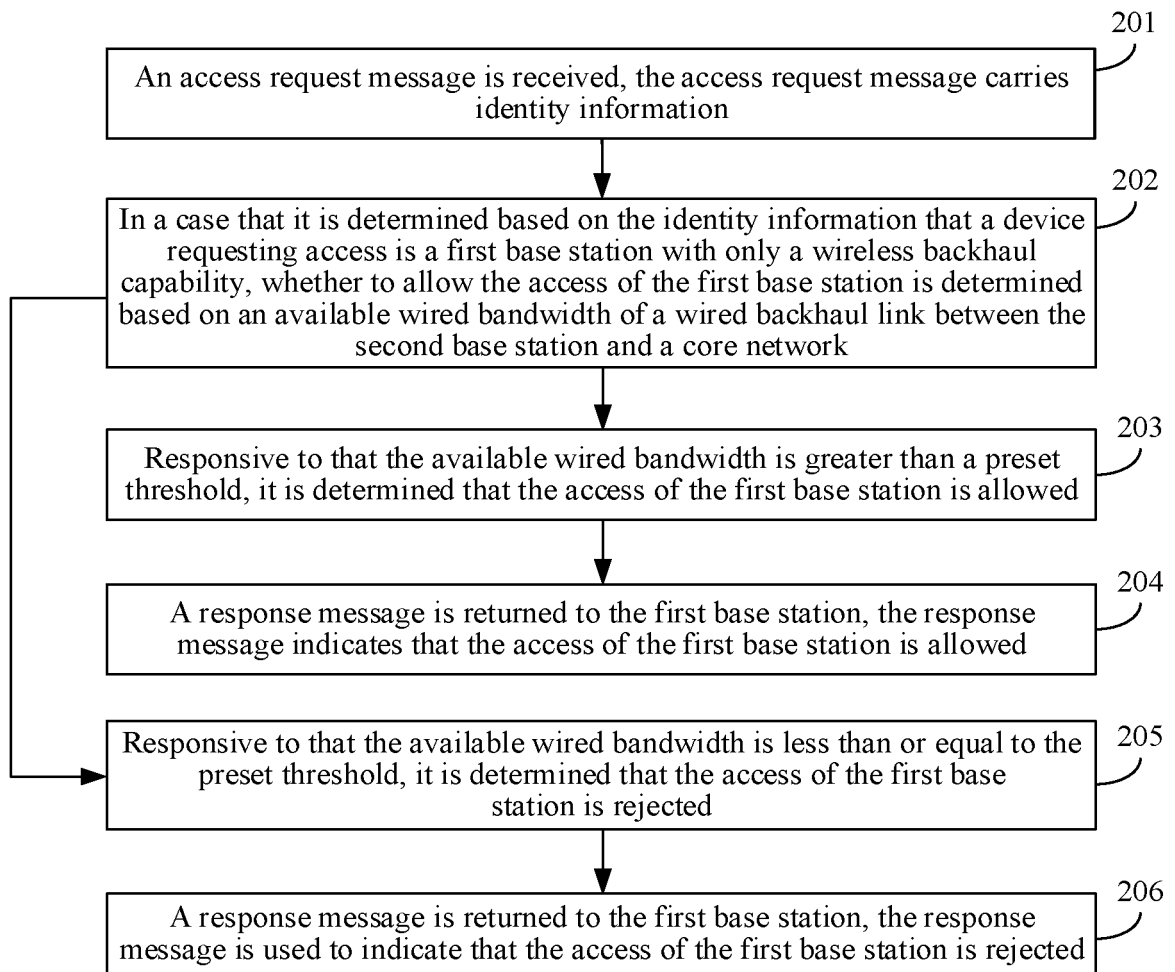 201
An access request message is received, the access request message carries
identity information
202
In a case that it is determined based on the identity information that a device
requesting access is a first base station with only a wireless backhaul
capability, whether to allow the access of the first base station is determined
based on an available wired bandwidth of a wired backhaul link between the
second base station and a core network
203
Responsive to that the available wired bandwidth is greater than a preset
threshold, it is determined that the access of the first base station is allowed
204
A response message is returned to the first base station, the response
message indicates that the access of the first base station is allowed
205
Responsive to that the available wired bandwidth is less than or equal to the
preset threshold, it is determined that the access of the first base
station is rejected
206
A response message is returned to the first base station, the response
message is used to indicate that the access of the first base station is rejected